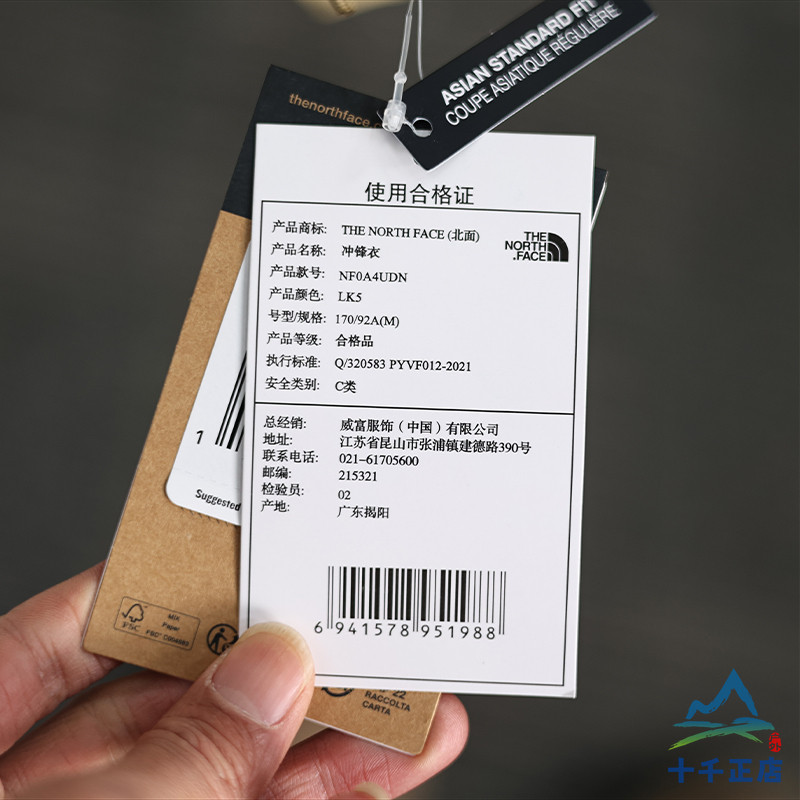 ASIAN STANDARD FIT
COUPE ASIATIQUE RÉGULIÈRE
thenorthface.c
使用合格证
产品商标: THE NORTH FACE (北面)
产品名称: 冲锋衣
产品款号: NF0A4UDN
产品颜色: LK5
号型/规格: 170/92A(M)
产品等级: 合格品
执行标准: Q/320583 PYVF012-2021
安全类别: C类
THE
NORTH
FACE
总经销: 威富服饰(中国)有限公司
地址: 江苏省昆山市张浦镇建德路390号
联系电话: 021-61705600
邮编: 215321
检验员: 02
产地: 广东揭阳
6 941578 951988
1
Suggested
FSC
MIX
Paper
22
RACCOLTA
CARTA
十千正店